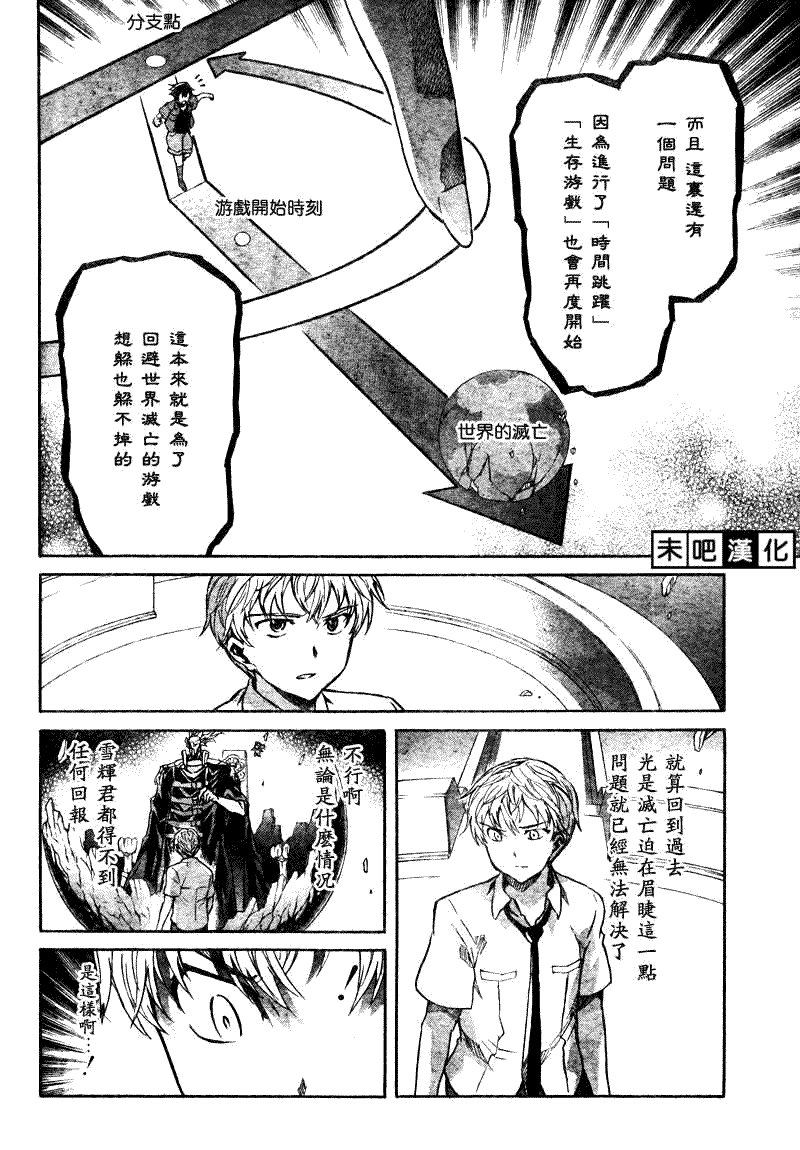 而且 這裏還有
一個問題
因為進行了「時間跳躍」
「生存游戲」也會再度開始
分支點
游戲開始時刻
世界的滅亡
這本來就是為了
回避世界滅亡的游戲
想躲也躲不掉的
未吧漢化
就算回到過去
光是滅亡迫在眉睫這一點
問題就已經無法解決了
不行啊
無論是什麼情況
雪輝君都得不到
任何回報
是這樣啊…!